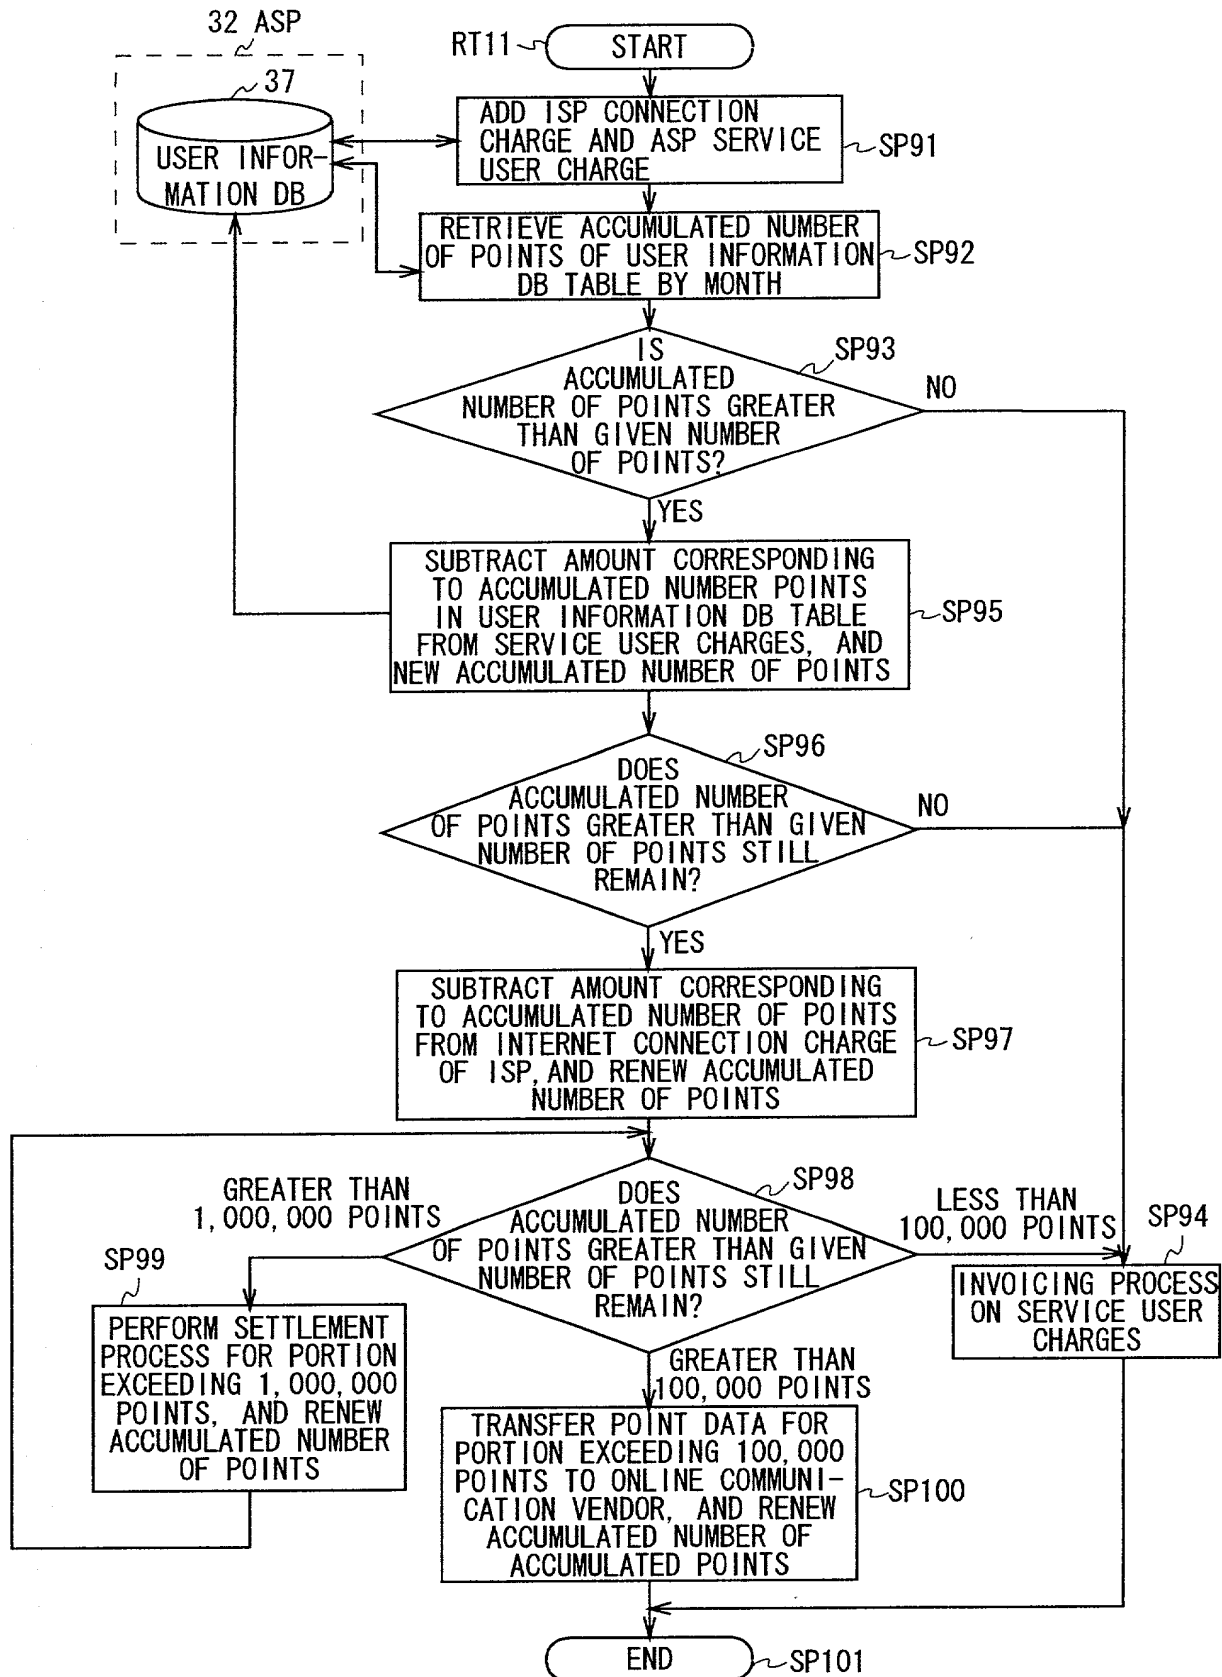 32 ASP
37
USER INFOR-
MATION DB
RT11
START
ADD ISP CONNECTION
CHARGE AND ASP SERVICE
USER CHARGE
SP91
RETRIEVE ACCUMULATED NUMBER
OF POINTS OF USER INFORMATION
DB TABLE BY MONTH
SP92
IS
ACCUMULATED
NUMBER OF POINTS GREATER
THAN GIVEN NUMBER
OF POINTS?
SP93
NO
YES
SUBTRACT AMOUNT CORRESPONDING
TO ACCUMULATED NUMBER POINTS
IN USER INFORMATION DB TABLE
FROM SERVICE USER CHARGES, AND
NEW ACCUMULATED NUMBER OF POINTS
SP95
DOES
ACCUMULATED NUMBER
OF POINTS GREATER THAN GIVEN
NUMBER OF POINTS STILL
REMAIN?
SP96
NO
YES
SUBTRACT AMOUNT CORRESPONDING
TO ACCUMULATED NUMBER OF POINTS
FROM INTERNET CONNECTION CHARGE
OF ISP, AND RENEW ACCUMULATED
NUMBER OF POINTS
SP97
DOES
ACCUMULATED NUMBER
OF POINTS GREATER THAN GIVEN
NUMBER OF POINTS STILL
REMAIN?
SP98
GREATER THAN
1,000,000 POINTS
LESS THAN
100,000 POINTS
SP94
INVOICING PROCESS
ON SERVICE USER
CHARGES
SP99
PERFORM SETTLEMENT
PROCESS FOR PORTION
EXCEEDING 1,000,000
POINTS, AND RENEW
ACCUMULATED NUMBER
OF POINTS
GREATER THAN
100,000 POINTS
TRANSFER POINT DATA FOR
PORTION EXCEEDING 100,000
POINTS TO ONLINE COMMUNI-
CATION VENDOR, AND RENEW
ACCUMULATED NUMBER OF
ACCUMULATED POINTS
SP100
END
SP101